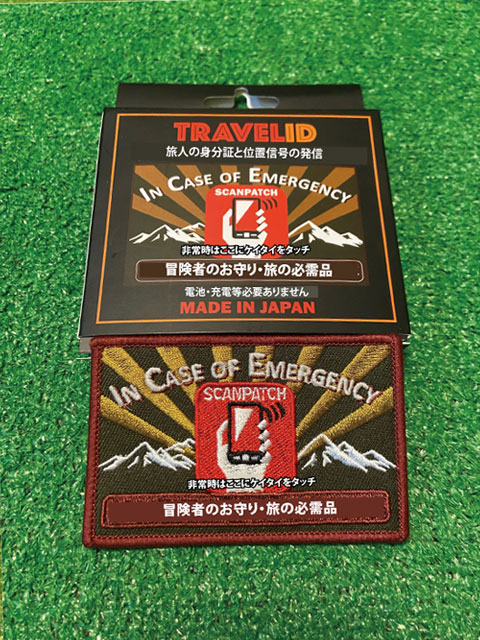 TRAVELID
旅人の身分証と位置信号の発信
IN CASE OF EMERGENCY
SCANPATCH
非常時はここにケイタイをタッチ
冒険者のお守り・旅の必需品
電池・充電等必要ありません
MADE IN JAPAN
IN CASE OF EMERGENCY
SCANPATCH
非常時はここにケイタイをタッチ
冒険者のお守り・旅の必需品